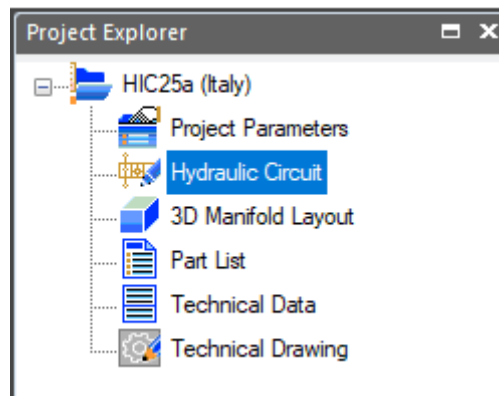 Project Explorer
HIC25a (Italy)
Project Parameters
Hydraulic Circuit
3D Manifold Layout
Part List
Technical Data
Technical Drawing